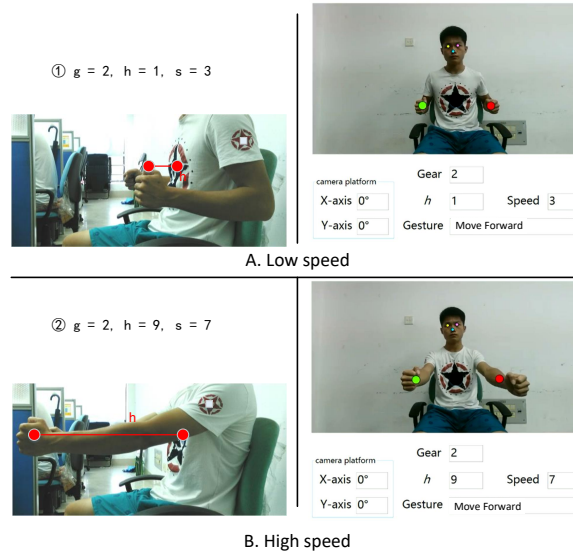 ① g = 2, h = 1, s = 3
h
camera platform
X-axis 0°
Y-axis 0°
Gear 2
h 1 Speed 3
Gesture Move Forward
A. Low speed
② g = 2, h = 9, s = 7
h
camera platform
X-axis 0°
Y-axis 0°
Gear 2
h 9 Speed 7
Gesture Move Forward
B. High speed